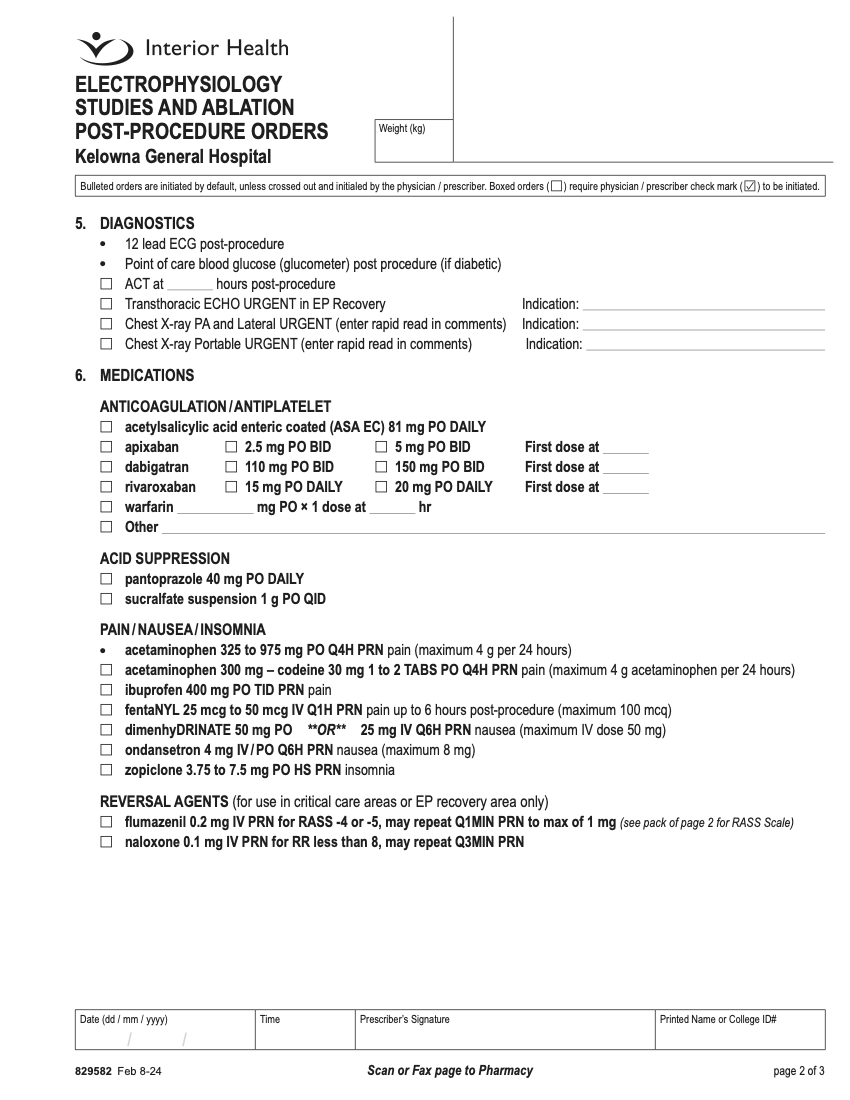 Interior Health
ELECTROPHYSIOLOGY
STUDIES AND ABLATION
POST-PROCEDURE ORDERS
Kelowna General Hospital
Weight (kg)
Bulleted orders are initiated by default, unless crossed out and initialed by the physician / prescriber. Boxed orders (☐) require physician / prescriber check mark (☑) to be initiated.
5. DIAGNOSTICS
• 12 lead ECG post-procedure
• Point of care blood glucose (glucometer) post procedure (if diabetic)
☐ ACT at _______ hours post-procedure
☐ Transthoracic ECHO URGENT in EP Recovery Indication: ____________________
☐ Chest X-ray PA and Lateral URGENT (enter rapid read in comments) Indication: ____________________
☐ Chest X-ray Portable URGENT (enter rapid read in comments) Indication: ____________________
6. MEDICATIONS
ANTICOAGULATION / ANTIPLATELET
☐ acetylsalicylic acid enteric coated (ASA EC) 81 mg PO DAILY
☐ apixaban ☐ 2.5 mg PO BID ☐ 5 mg PO BID First dose at _______
☐ dabigatran ☐ 110 mg PO BID ☐ 150 mg PO BID First dose at _______
☐ rivaroxaban ☐ 15 mg PO DAILY ☐ 20 mg PO DAILY First dose at _______
☐ warfarin ____________ mg PO × 1 dose at _______ hr
☐ Other ____________________
ACID SUPPRESSION
☐ pantoprazole 40 mg PO DAILY
☐ sucralfate suspension 1 g PO QID
PAIN / NAUSEA / INSOMNIA
• acetaminophen 325 to 975 mg PO Q4H PRN pain (maximum 4 g per 24 hours)
☐ acetaminophen 300 mg – codeine 30 mg 1 to 2 TABS PO Q4H PRN pain (maximum 4 g acetaminophen per 24 hours)
☐ ibuprofen 400 mg PO TID PRN pain
☐ fentaNYL 25 mcg to 50 mcg IV Q1H PRN pain up to 6 hours post-procedure (maximum 100 mcq)
☐ dimenhyDRINATE 50 mg PO **OR** 25 mg IV Q6H PRN nausea (maximum IV dose 50 mg)
☐ ondansetron 4 mg IV / PO Q6H PRN nausea (maximum 8 mg)
☐ zopiclone 3.75 to 7.5 mg PO HS PRN insomnia
REVERSAL AGENTS (for use in critical care areas or EP recovery area only)
☐ flumazenil 0.2 mg IV PRN for RASS -4 or -5, may repeat Q1MIN PRN to max of 1 mg (see pack of page 2 for RASS Scale)
☐ naloxone 0.1 mg IV PRN for RR less than 8, may repeat Q3MIN PRN
Date (dd / mm / yyyy) Time Prescriber's Signature Printed Name or College ID#
/ /
829582 Feb 8-24 Scan or Fax page to Pharmacy page 2 of 3